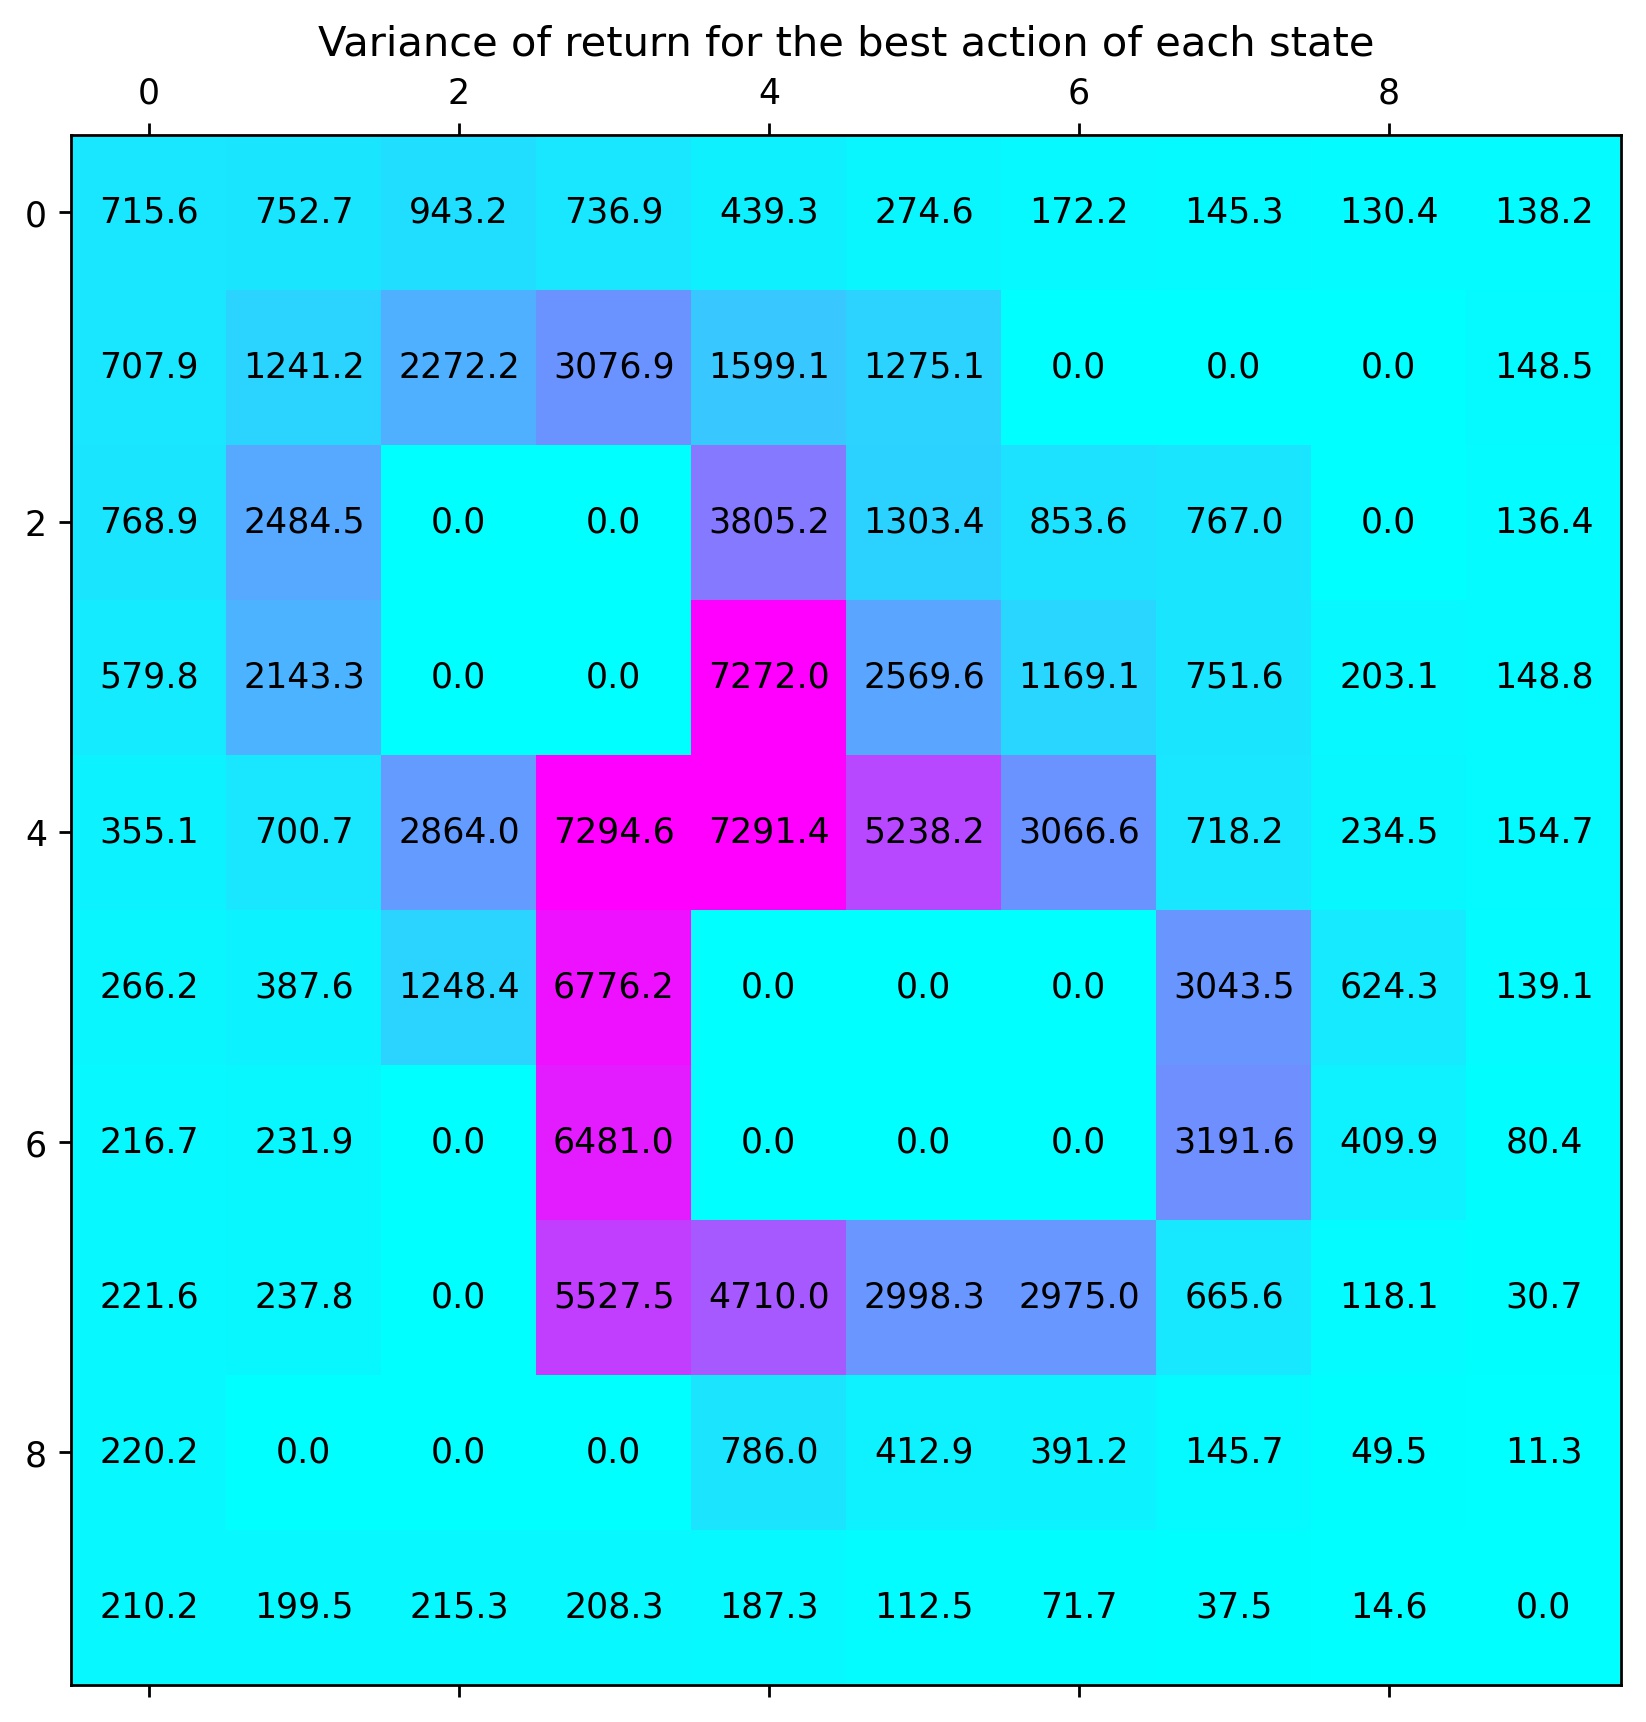 Variance of return for the best action of each state
0 2 4 6 8
0 715.6 752.7 943.2 736.9 439.3 274.6 172.2 145.3 130.4 138.2
707.9 1241.2 2272.2 3076.9 1599.1 1275.1 0.0 0.0 0.0 148.5
2 768.9 2484.5 0.0 0.0 3805.2 1303.4 853.6 767.0 0.0 136.4
579.8 2143.3 0.0 0.0 7272.0 2569.6 1169.1 751.6 203.1 148.8
4 355.1 700.7 2864.0 7294.6 7291.4 5238.2 3066.6 718.2 234.5 154.7
266.2 387.6 1248.4 6776.2 0.0 0.0 0.0 3043.5 624.3 139.1
6 216.7 231.9 0.0 6481.0 0.0 0.0 0.0 3191.6 409.9 80.4
221.6 237.8 0.0 5527.5 4710.0 2998.3 2975.0 665.6 118.1 30.7
8 220.2 0.0 0.0 0.0 786.0 412.9 391.2 145.7 49.5 11.3
210.2 199.5 215.3 208.3 187.3 112.5 71.7 37.5 14.6 0.0